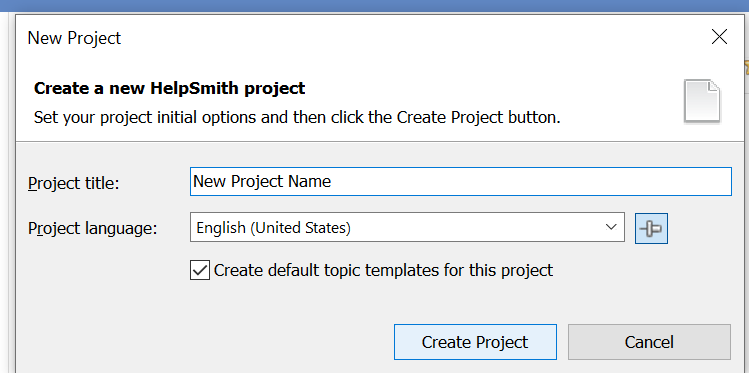 New Project
Create a new HelpSmith project
Set your project initial options and then click the Create Project button.
Project title: New Project Name
Project language: English (United States)
Create default topic templates for this project
Create Project Cancel